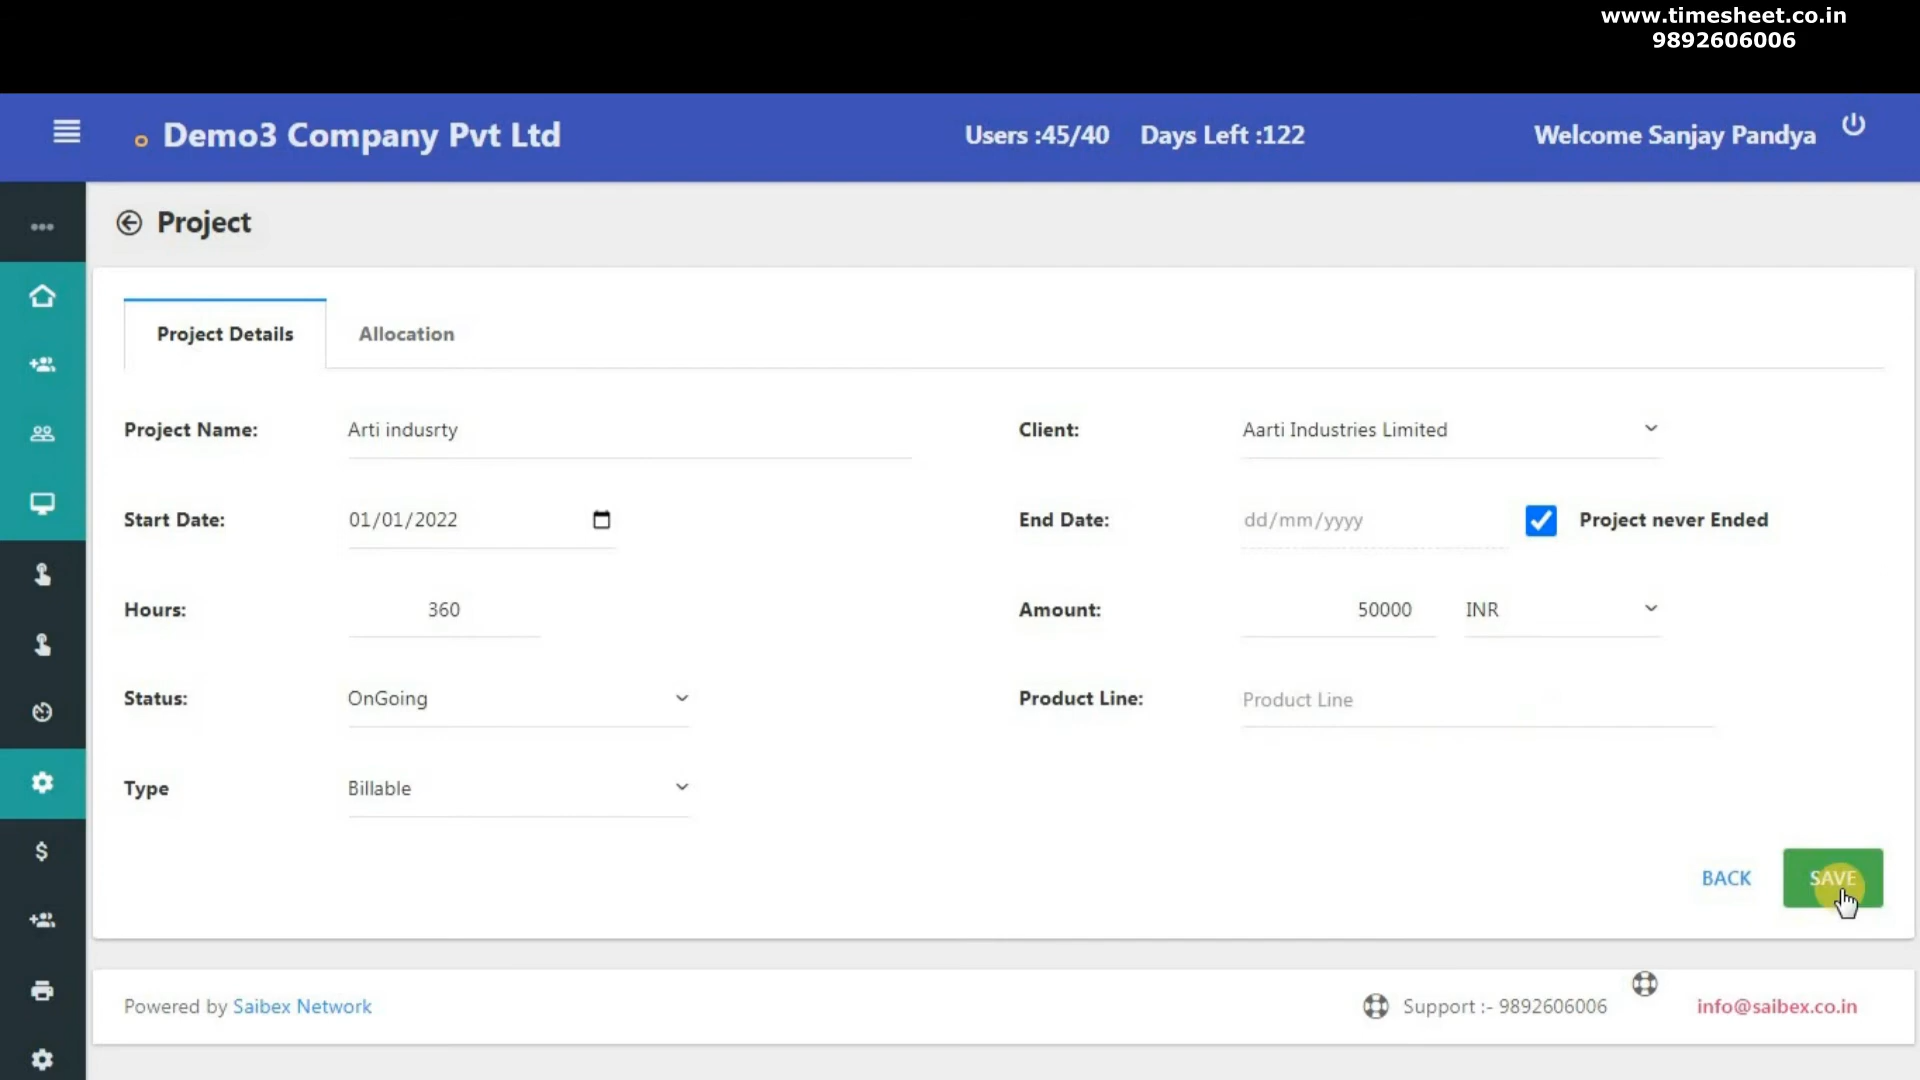 www.timesheet.co.in
9892606006
Demo3 Company Pvt Ltd
Users :45/40 Days Left :122
Welcome Sanjay Pandya
Project
Project Details Allocation
Project Name: Arti indusrty
Client: Aarti Industries Limited
Start Date: 01/01/2022
End Date: dd/mm/yyyy Project never Ended
Hours: 360
Amount: 50000 INR
Status: OnGoing
Product Line: Product Line
Type Billable
BACK SAVE
Powered by Saibex Network
Support :- 9892606006
info@saibex.co.in